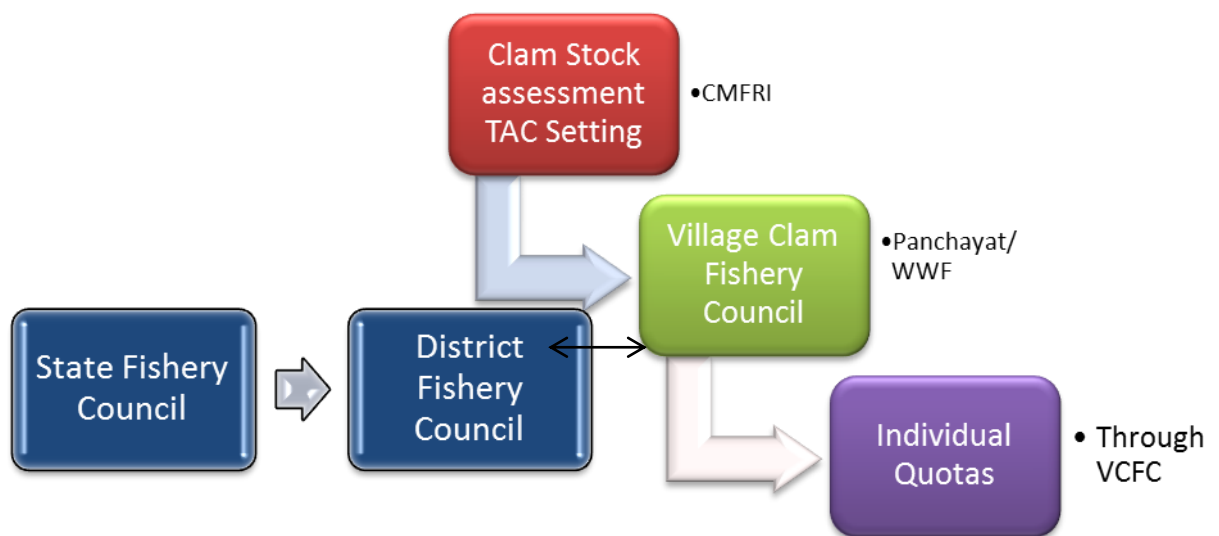 Clam Stock
assessment
TAC Setting
•CMFRI
Village Clam
Fishery
Council
•Panchayat/
WWF
State Fishery
Council
District
Fishery
Council
Individual
Quotas
• Through
VCFC